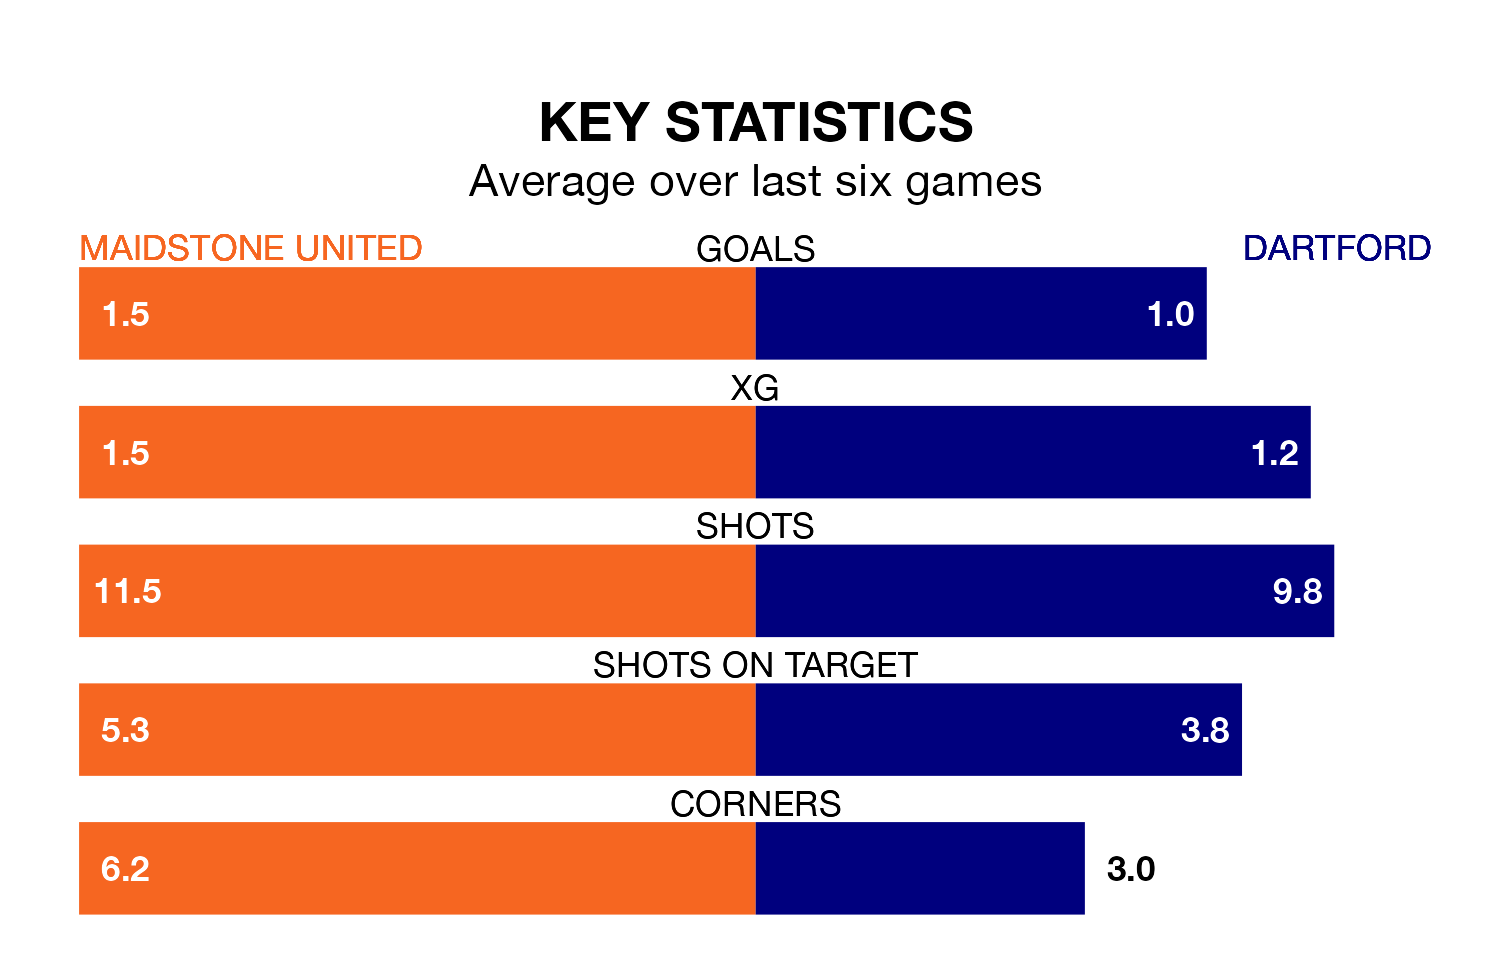 KEY STATISTICS
Average over last six games
MAIDSTONE UNITED GOALS DARTFORD
1.5 1.0
XG
1.5 1.2
SHOTS
11.5 9.8
SHOTS ON TARGET
5.3 3.8
CORNERS
6.2 3.0